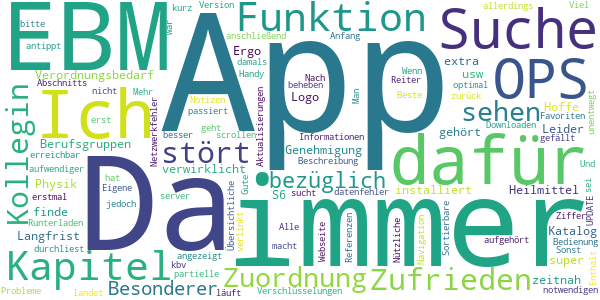 EBM
App
Suche
Funktion
OPS
Ich
Da
immer
dafür
Kapitel
Kollegin
stört
sehen
bezüglich
Zuordnung
Zufrieden
Besonderer
verwirklicht
zeitnah
Verordnungsbedarf
Berufsgruppen
Physik
finde
Langfrist
Genehmigung
installiert
Heilmittel
Katalog
super
gehört
Leider
Hoffe
extra
usw
Ergo
Logo
S6
kurz
Version
allerdings
Viel
bitte
antippt
war
anschließend
Anfang
damals
Handy
Nach
beheben
Reiter
Man
Wenn
optimal
Beste
zurück
Abschnitts
nicht
Mehr
Notizen
passiert
erst
geht
besser
scrollen
Netzwerkfehler
Aktualisierungen
Informationen
Beschreibung
Downloaden
Favoriten
gefällt
unentwegt
erreichbar
aufwendiger
erstmal
hat
Eigene
jedoch
server
sucht
datenfehler
Und
sei
Ziffer
UPDATE
Bedienung
Sonst
Enthält
notwendigen
Runterladen
durchliest
angezeigt
kbv
partielle
Übersichtliche
verlinkt
Gute
Alle
macht
Webseite
Referenzen
Nützliche
Navigation
Sortierbare
aufgehört
Probleme
landet
läuft
Verschlüsselungen